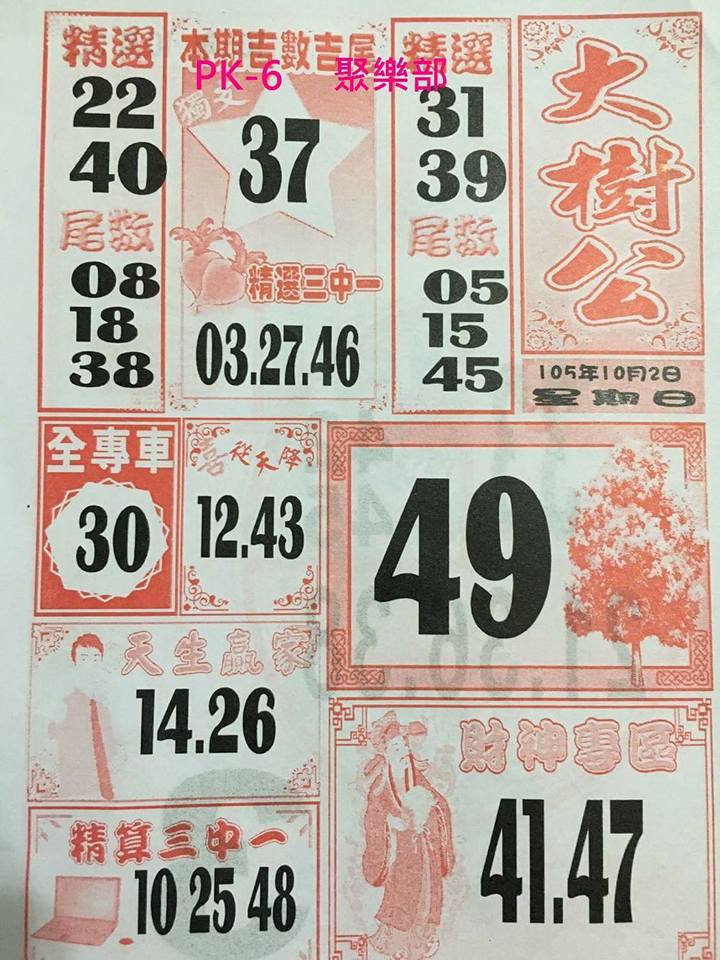 精選
22
40
尾数
08
18
38
本期吉數吉尾
PK-6 聚樂部
獨支
37
精選三中一
03.27.46
精選
31
39
尾数
05
15
45
大樹公
105年10月2日
星期日
全專車
30
喜從天降
12.43
49
天生贏家
14.26
財神專區
41.47
精算三中一
10 25 48